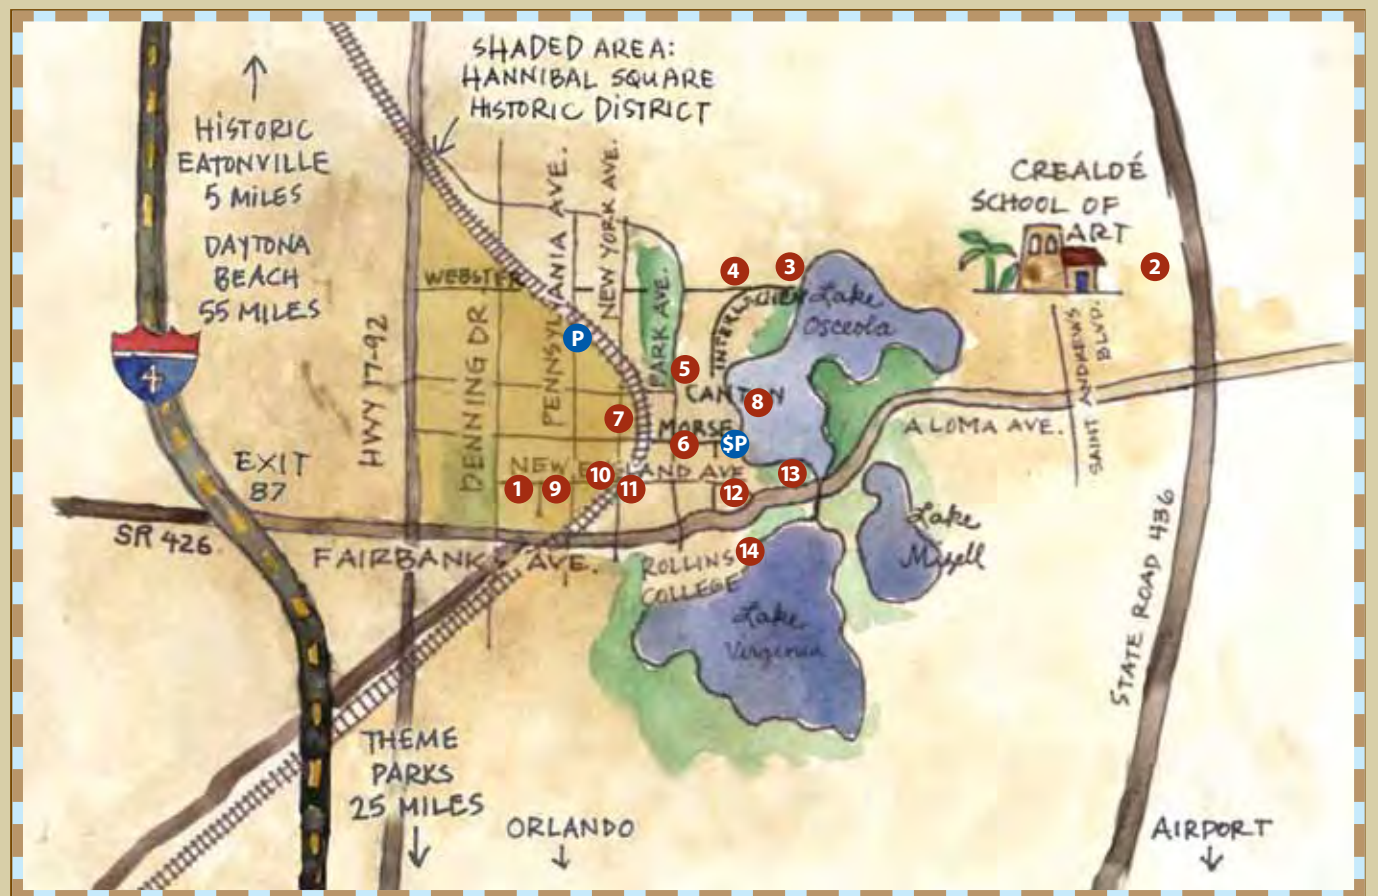 SHADED AREA:
HANNIBAL SQUARE
HISTORIC DISTRICT
HISTORIC
EATONVILLE
5 MILES
DAYTONA
BEACH
55 MILES
4
EXIT
87
SR 426
HWY 17-92
DENNING DR.
PENNSYLVANIA AVE.
NEW YORK AVE.
PARK AVE.
WEBSTER
INTERLACHEN
CANTON
MORSE
NEW ENGLAND AVE
FAIRBANKS AVE.
ROLLINS
COLLEGE
Lake
Osceola
Lake
Virginia
Lake
Mizell
ALOMA AVE.
CREALDÉ
SCHOOL OF
ART
SAINT ANDREWS
BLVD.
STATE ROAD 436
THEME
PARKS
25 MILES
ORLANDO
AIRPORT
P
$P
1
2
3
4
5
6
7
8
9
10
11
12
13
14